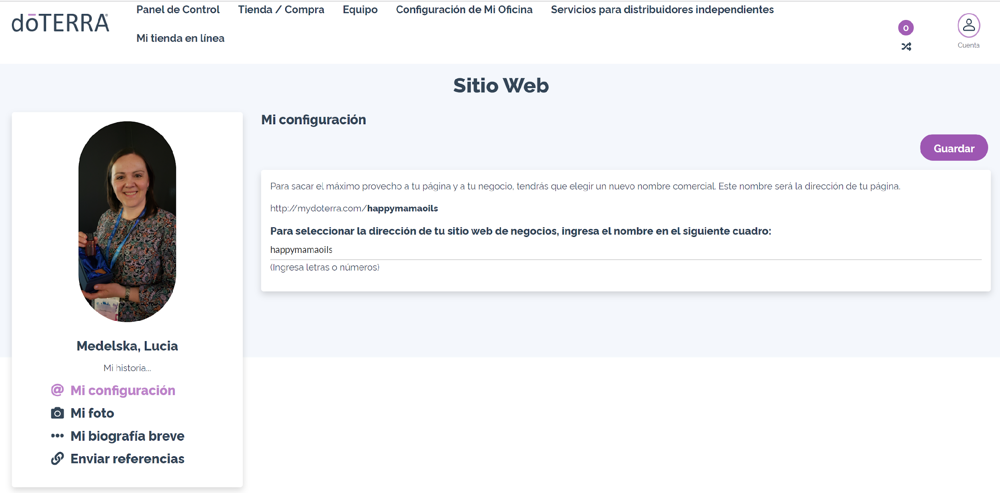 dōTERRA®
Panel de Control Tienda / Compra Equipo Configuración de Mi Oficina Servicios para distribuidores independientes
Mi tienda en línea
0
Cuenta
Sitio Web
Mi configuración
Guardar
Para sacar el máximo provecho a tu página y a tu negocio, tendrás que elegir un nuevo nombre comercial. Este nombre será la dirección de tu página.
http://mydoterra.com/happymamaoils
Para seleccionar la dirección de tu sitio web de negocios, ingresa el nombre en el siguiente cuadro:
happymamaoils
(Ingresa letras o números)
Medelska, Lucia
Mi historia...
@ Mi configuración
Mi foto
Mi biografía breve
Enviar referencias